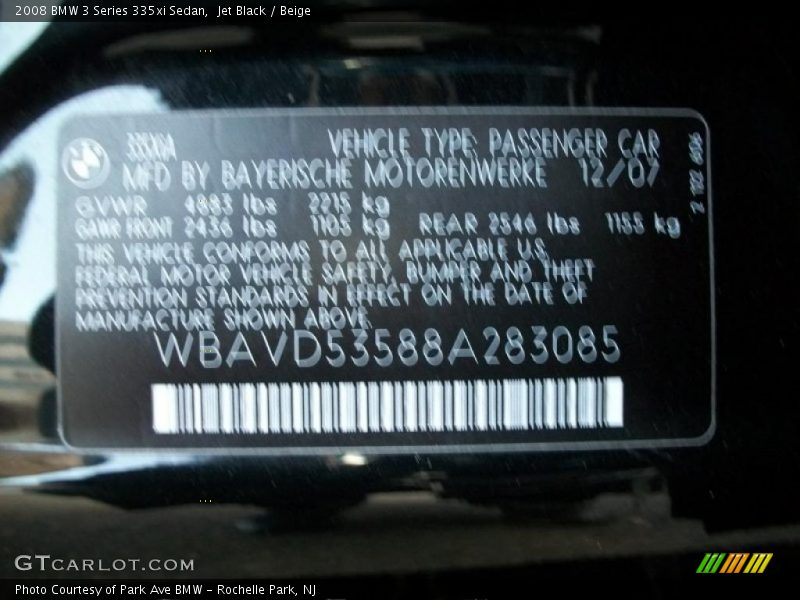 2008 BMW 3 Series 335xi Sedan, Jet Black / Beige
335XIA VEHICLE TYPE: PASSENGER CAR
MFD BY BAYERISCHE MOTORENWERKE 12/07
GVWR 4883 lbs 2215 kg
GAWR FRONT 2436 lbs 1105 kg REAR 2546 lbs 1155 kg
THIS VEHICLE CONFORMS TO ALL APPLICABLE U.S.
FEDERAL MOTOR VEHICLE SAFETY, BUMPER AND THEFT
PREVENTION STANDARDS IN EFFECT ON THE DATE OF
MANUFACTURE SHOWN ABOVE.
WBAVD53588A283085
GTCARLOT.COM
Photo Courtesy of Park Ave BMW - Rochelle Park, NJ